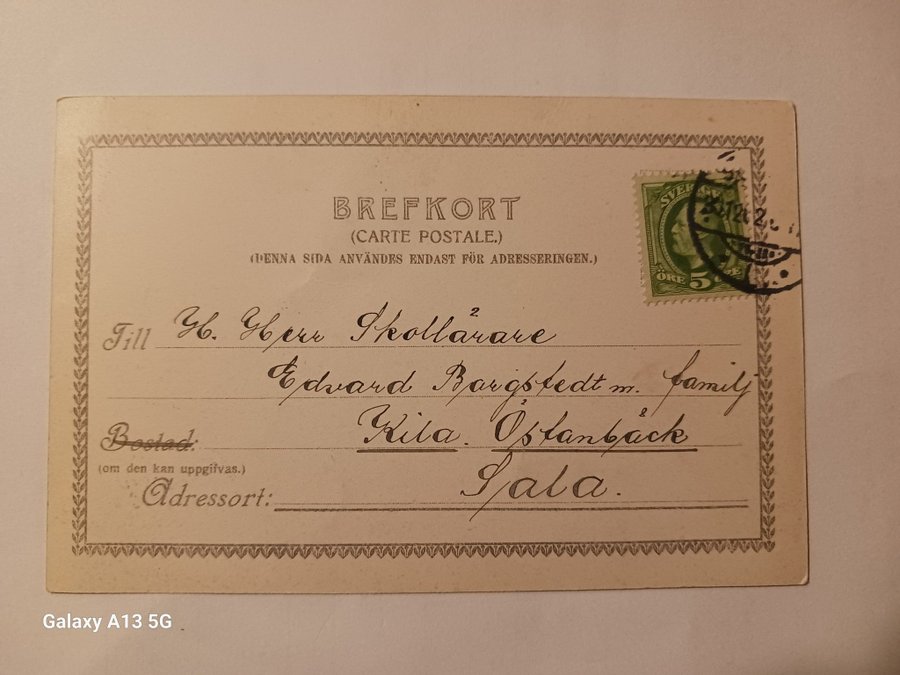 BREFKORT
(CARTE POSTALE.)
(DENNA SIDA ANVÄNDES ENDAST FÖR ADRESSERINGEN.)
SVERIGE
ÖRE 5
Till H. Herr Skollärare
Edvard Bargstedt m. familj
Bostad: Kila. Östanbäck
(om den kan uppgifvas.)
Sala.
Adressort:
Galaxy A13 5G